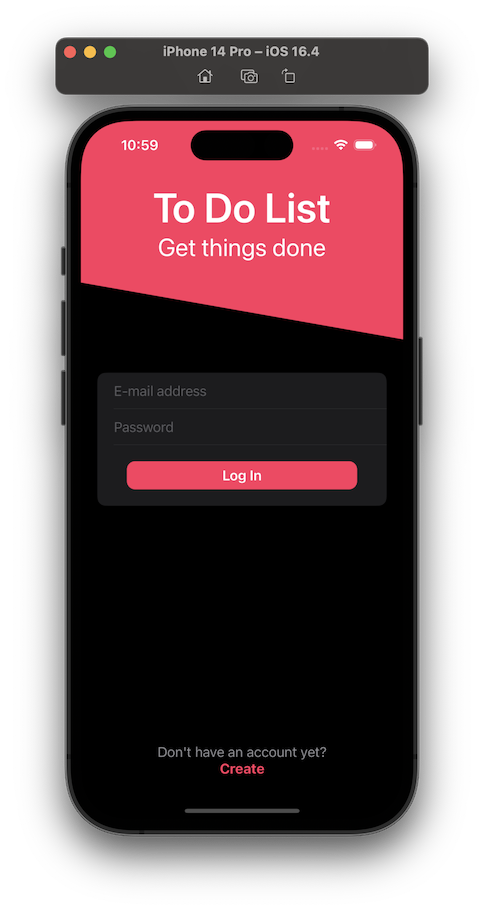 iPhone 14 Pro – iOS 16.4
10:59
To Do List
Get things done
E-mail address
Password
Log In
Don't have an account yet?
Create